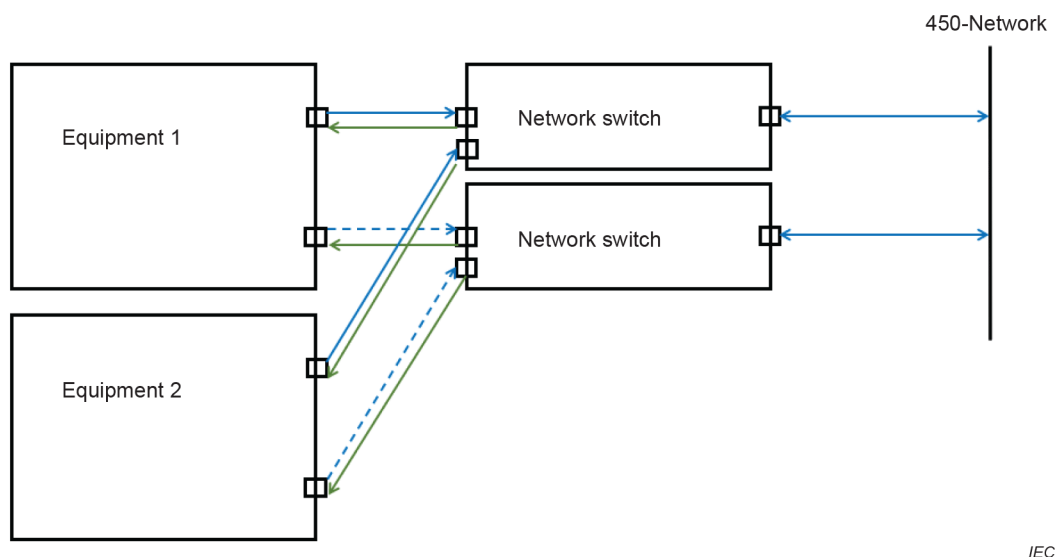 450-Network
Equipment 1
Network switch
Network switch
Equipment 2
IEC